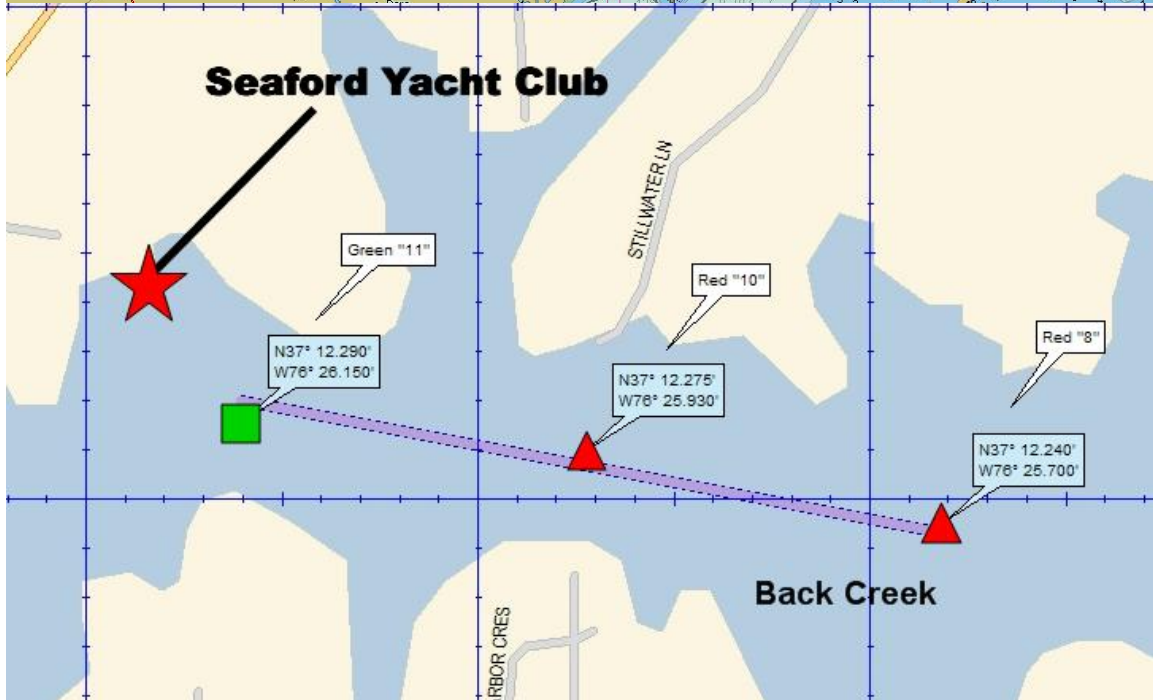 Seaford Yacht Club
STILLWATER LN
Green "11"
Red "10"
Red "8"
N37° 12.290'
W76° 26.150'
N37° 12.275'
W76° 25.930'
N37° 12.240'
W76° 25.700'
Back Creek
RBOR CRES